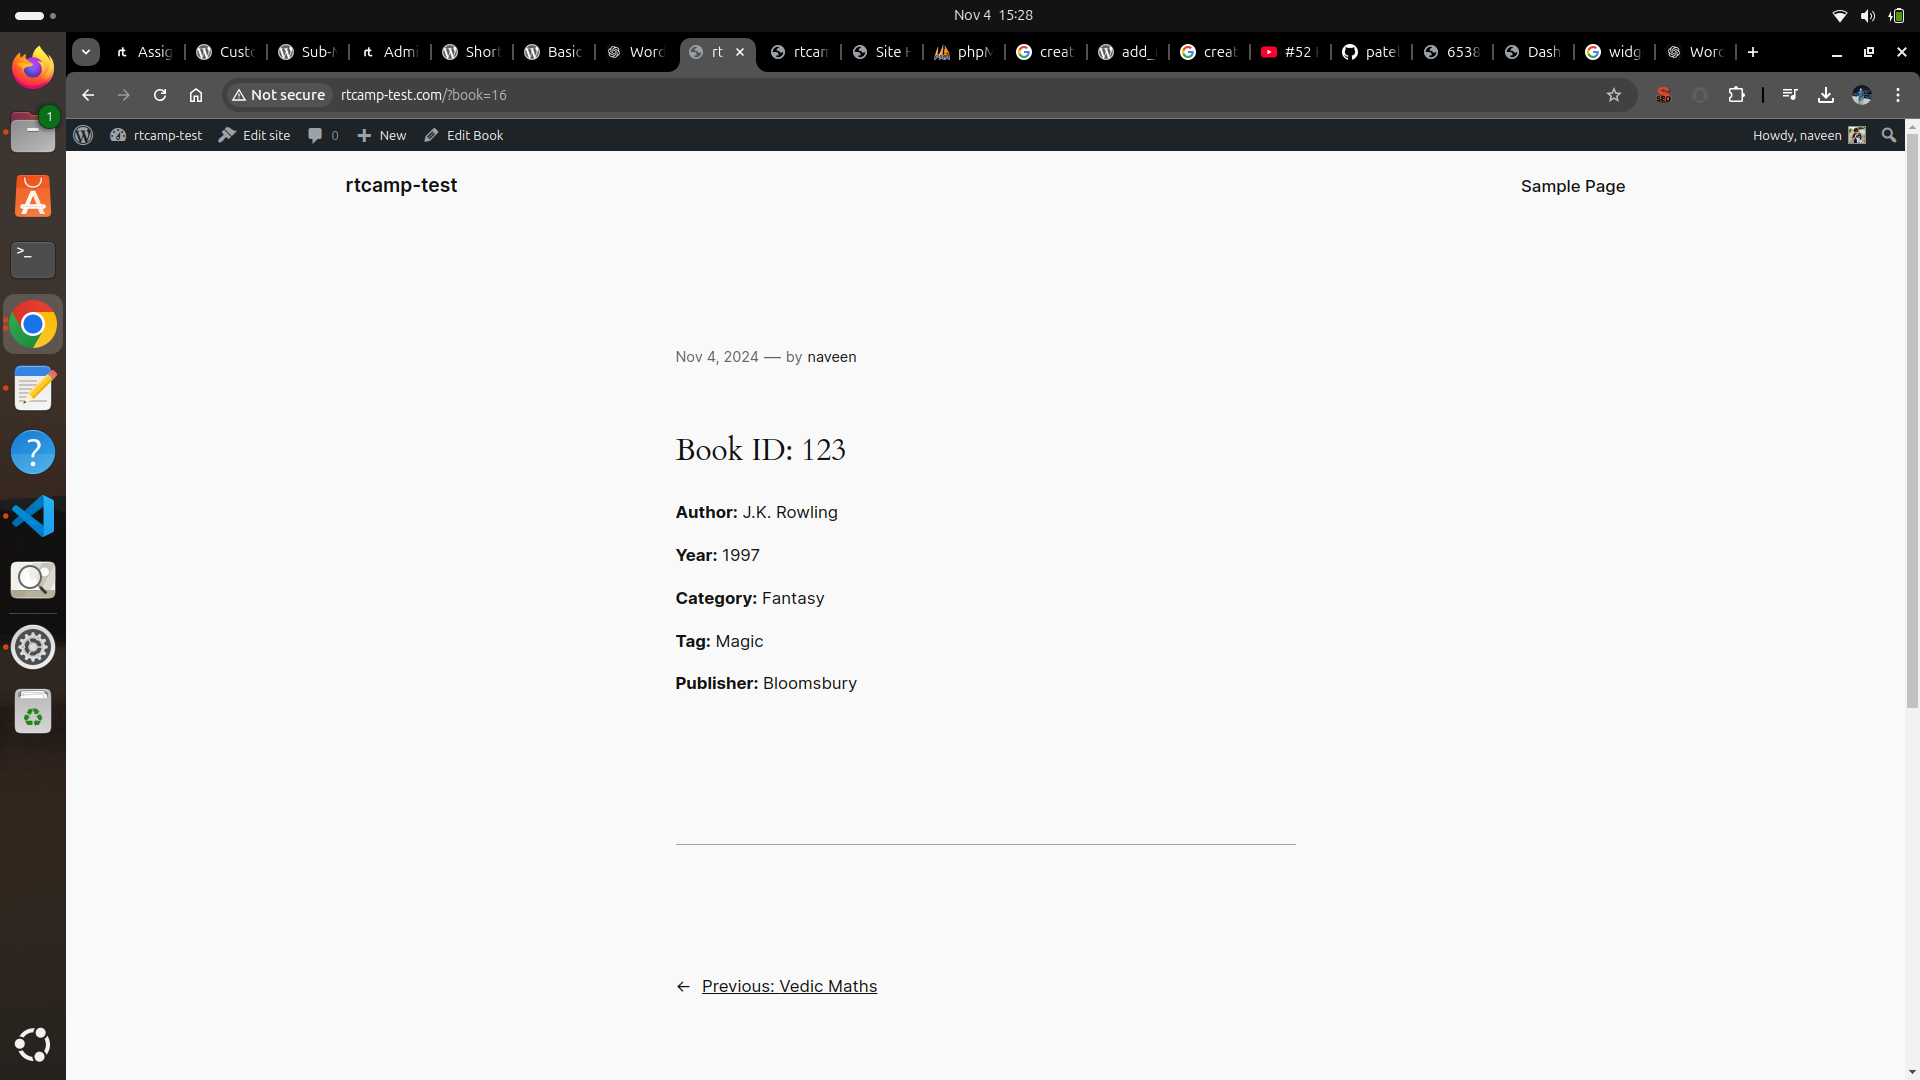 Nov 4 15:28
Assig
Custo
Sub-M
Admi
Short
Basic
Word
rt
rtcam
Site H
phpM
creat
add_
creat
#52
patel
6538
Dash
widg
Word
Not secure
rtcamp-test.com/?book=16
rtcamp-test
Edit site
0
New
Edit Book
Howdy, naveen
rtcamp-test
Sample Page
Nov 4, 2024 — by naveen
Book ID: 123
Author: J.K. Rowling
Year: 1997
Category: Fantasy
Tag: Magic
Publisher: Bloomsbury
← Previous: Vedic Maths
1
SEO
>_